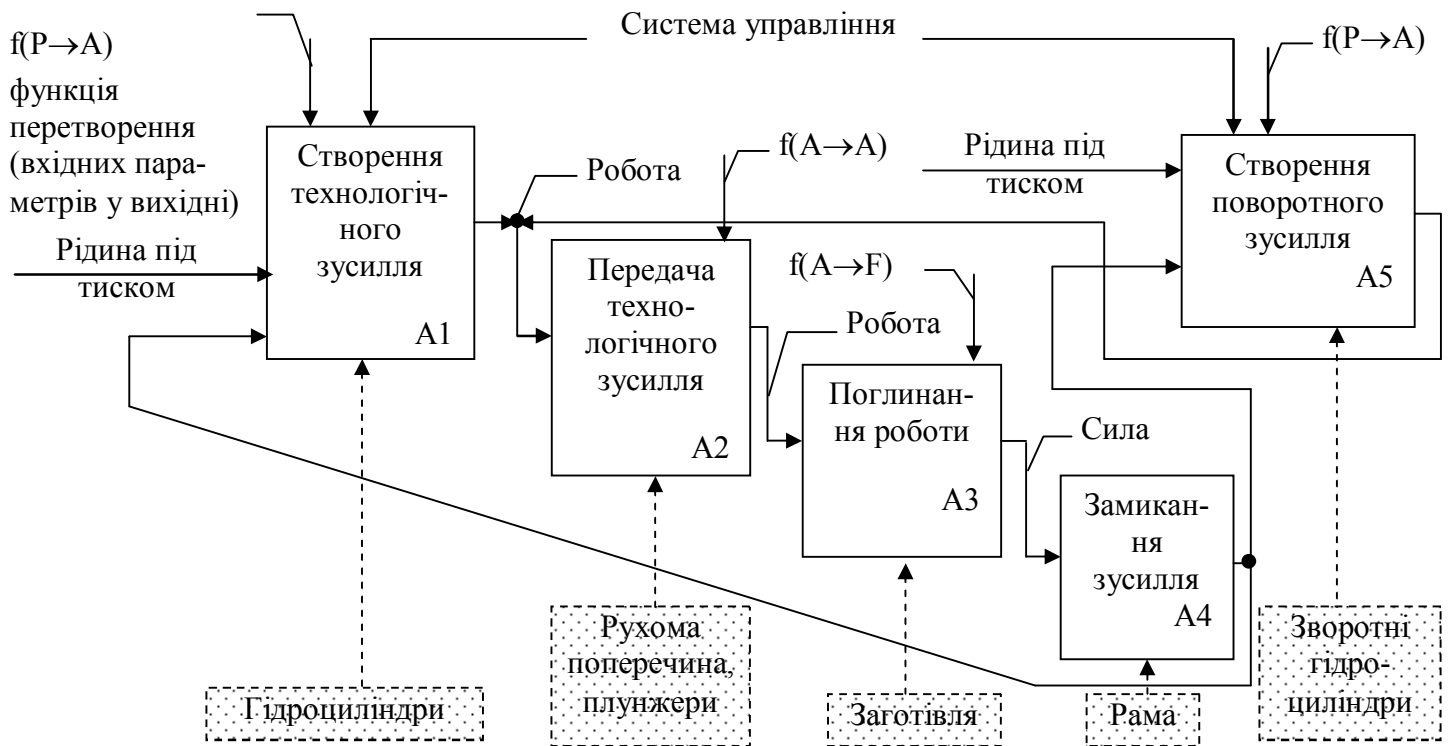 Система управління
f(P→A)
функція
перетворення
(вхідних пара-
метрів у вихідні)
Рідина під
тиском
Створення
технологіч-
ного
зусилля
A1
Робота
f(A→A)
Передача
техно-
логічного
зусилля
A2
f(A→F)
Робота
Поглинан-
ня роботи
A3
Сила
Замикан-
ня
зусилля
A4
Рідина під
тиском
f(P→A)
Створення
поворотного
зусилля
A5
Гідроциліндри
Рухома
поперечина,
плунжери
Заготівля
Рама
Зворотні
гідро-
циліндри